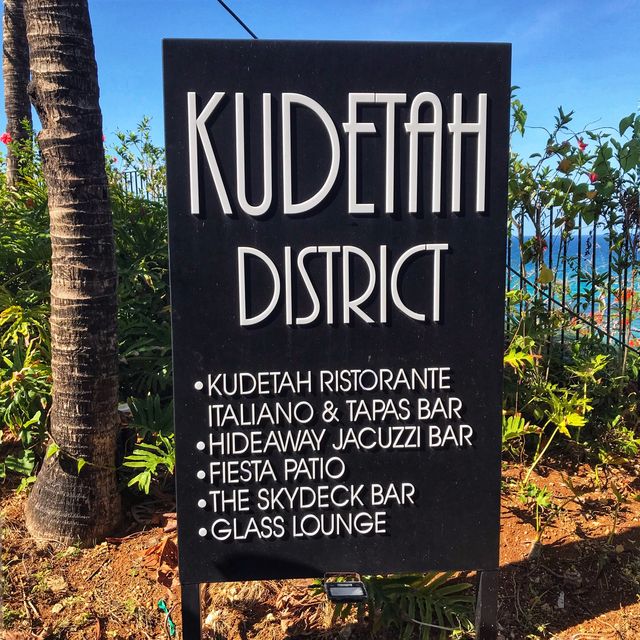 KUDETAH
DISTRICT
• KUDETAH RISTORANTE
ITALIANO & TAPAS BAR
• HIDEAWAY JACUZZI BAR
• FIESTA PATIO
• THE SKYDECK BAR
• GLASS LOUNGE